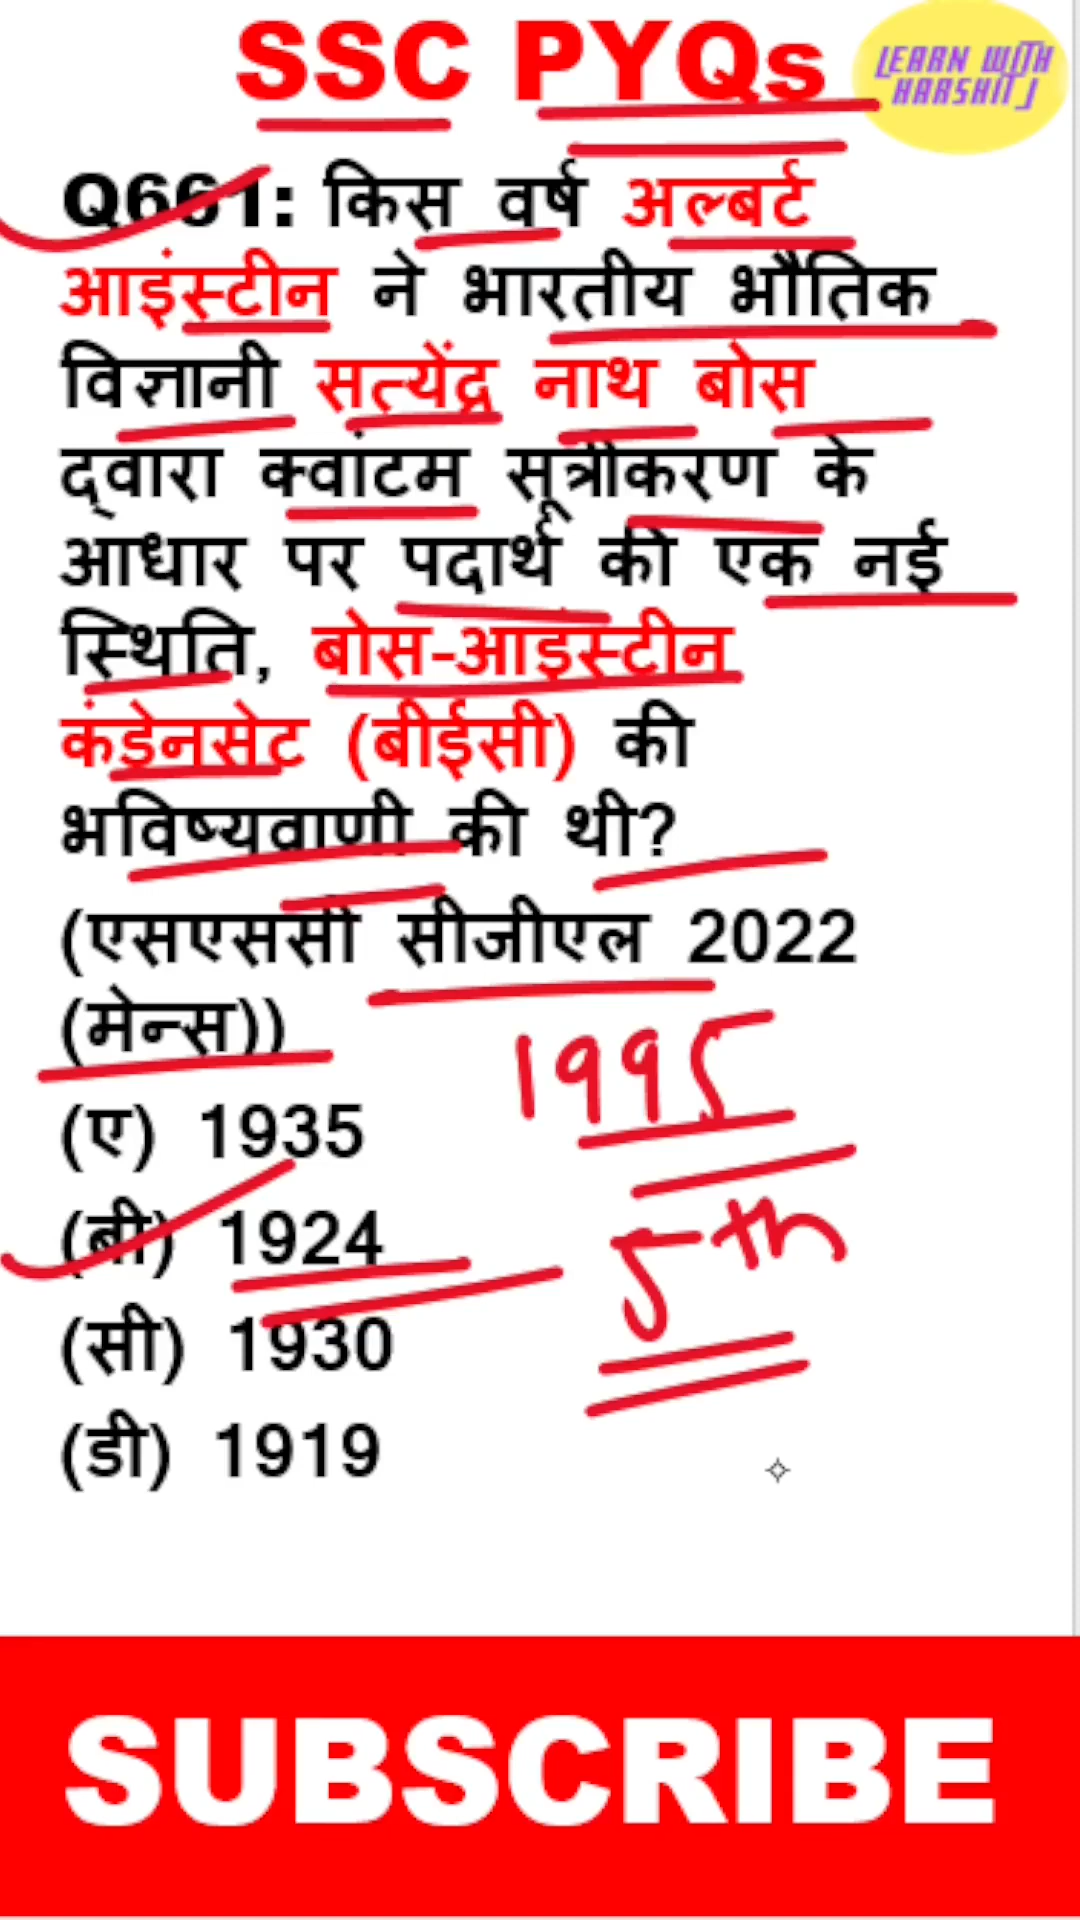 SSC PYQs
LEARN WITH
HARSHIT J
Q661: किस वर्ष अल्बर्ट
आइंस्टीन ने भारतीय भौतिक
विज्ञानी सत्येंद्र नाथ बोस
द्वारा क्वांटम सूत्रीकरण के
आधार पर पदार्थ की एक नई
स्थिति, बोस-आइंस्टीन
कंडेनसेट (बीईसी) की
भविष्यवाणी की थी?
(एसएससी सीजीएल 2022
(मेन्स))
1995
(ए) 1935
(बी) 1924
5th
(सी) 1930
(डी) 1919
SUBSCRIBE